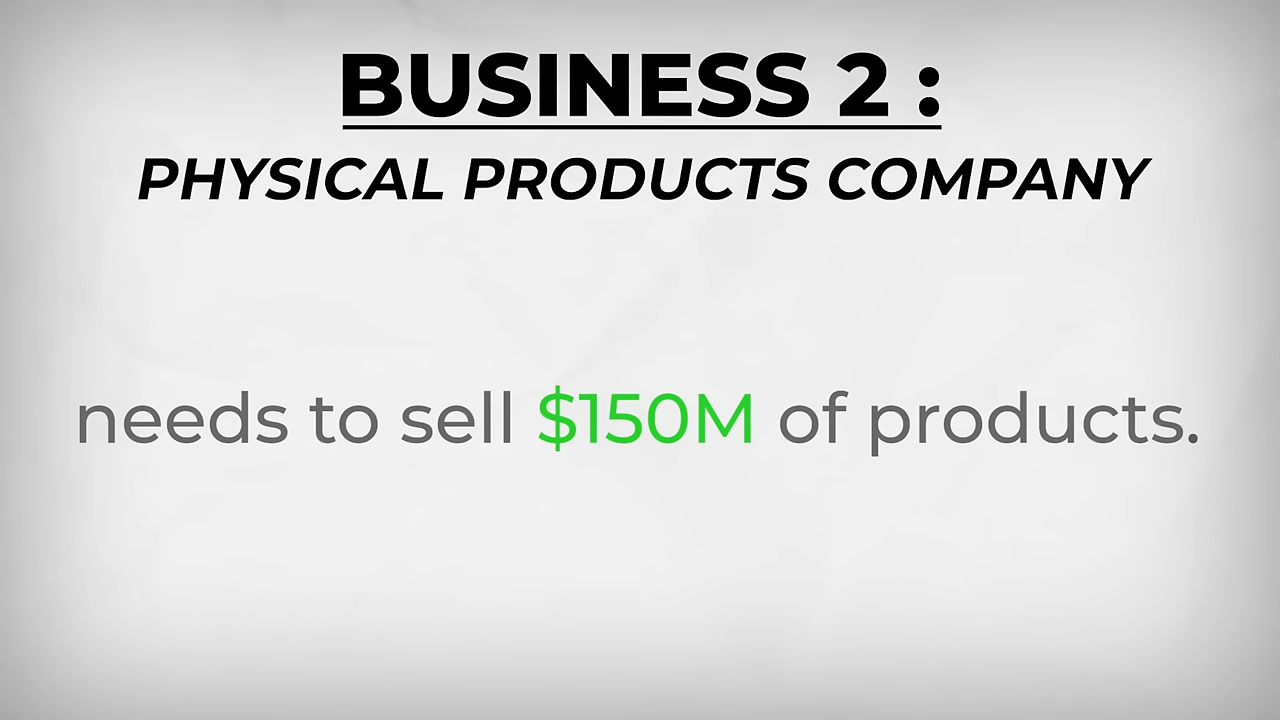 BUSINESS 2 :
PHYSICAL PRODUCTS COMPANY
needs to sell $150M of products.